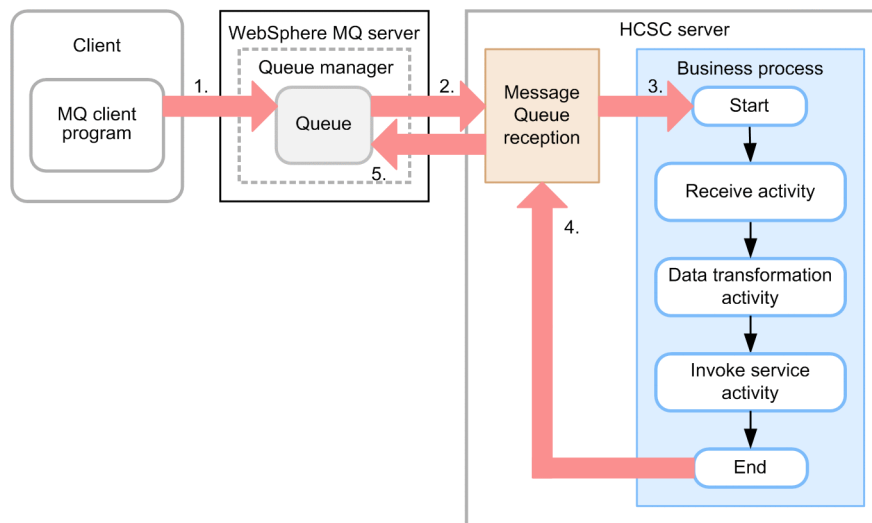 Client
MQ client
program
1.
WebSphere MQ server
Queue manager
Queue
2.
5.
HCSC server
Message
Queue
reception
3.
4.
Business process
Start
Receive activity
Data transformation
activity
Invoke service
activity
End